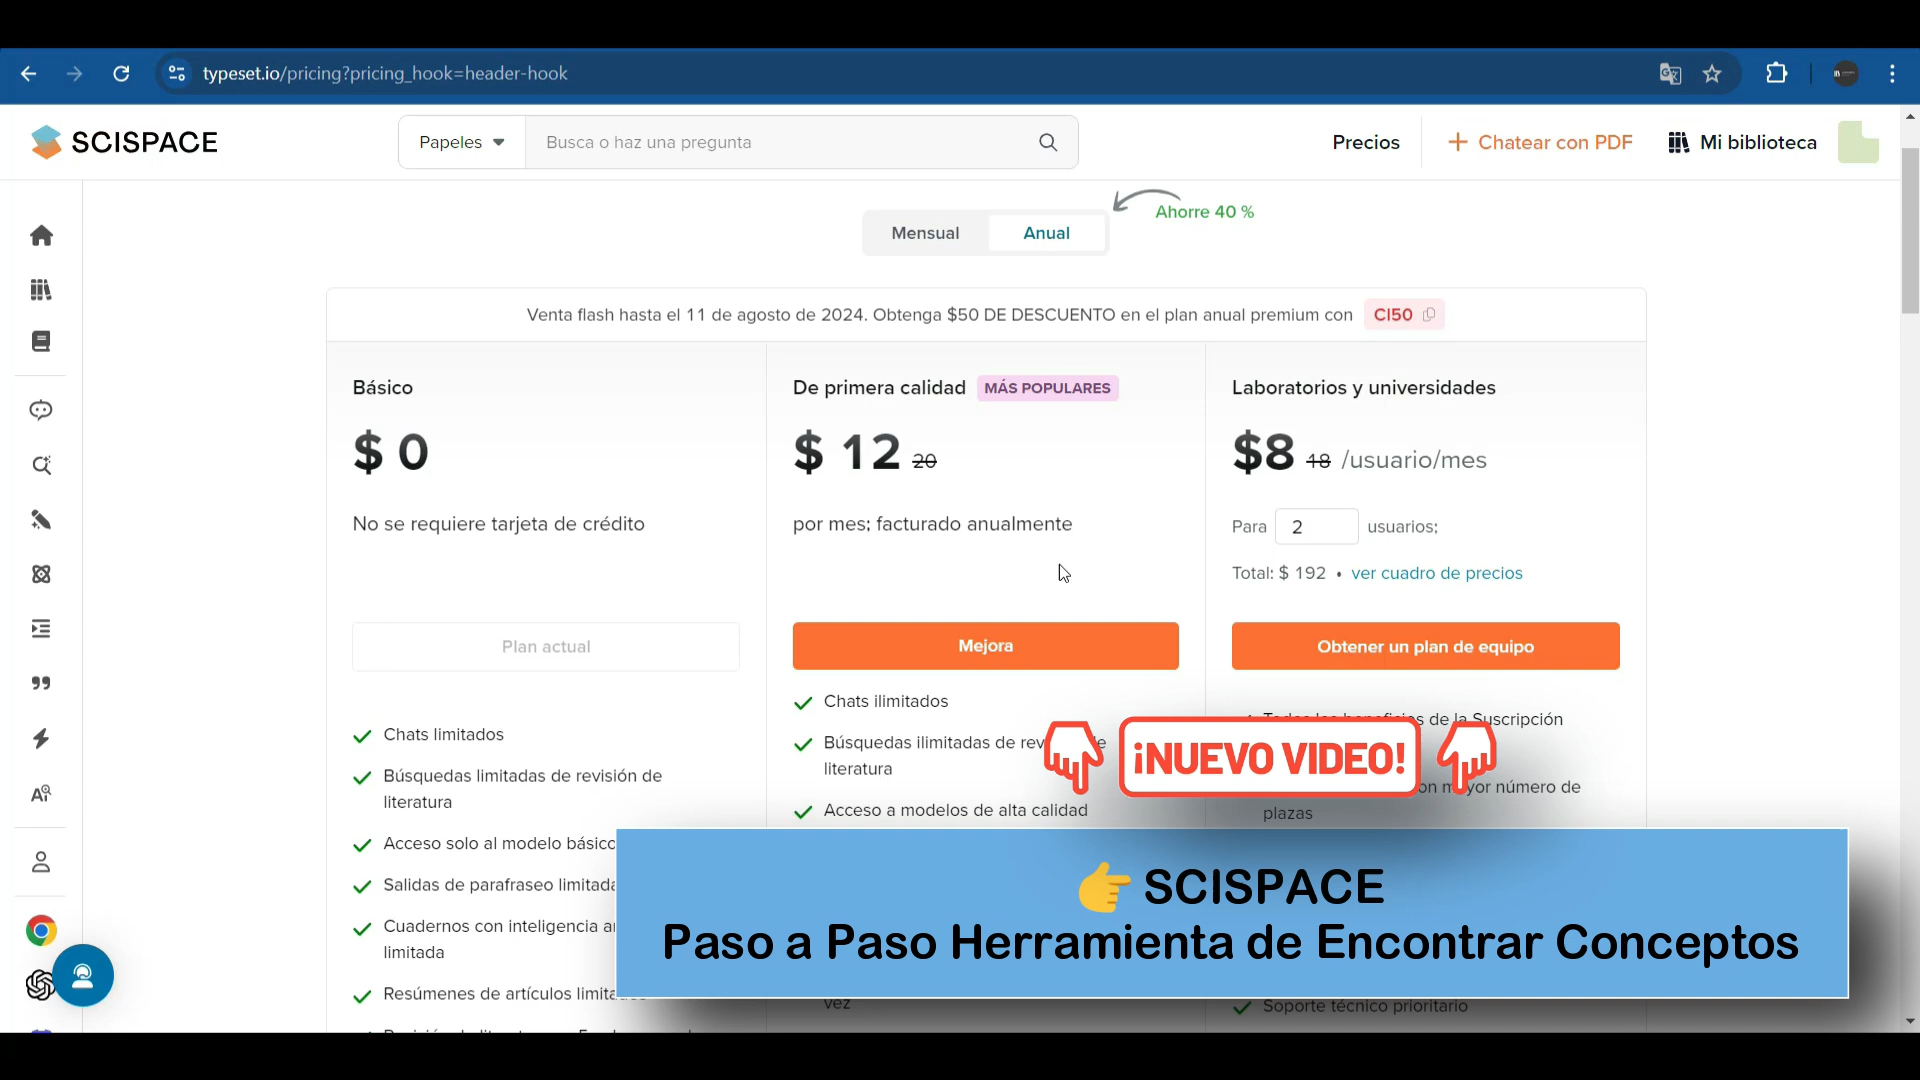 typeset.io/pricing?pricing_hook=header-hook
SCISPACE
Papeles
Busca o haz una pregunta
Precios
Chatear con PDF
Mi biblioteca
Ahorre 40 %
Mensual
Anual
Venta flash hasta el 11 de agosto de 2024. Obtenga $50 DE DESCUENTO en el plan anual premium con CI50
Básico
$ 0
No se requiere tarjeta de crédito
Plan actual
Chats limitados
Búsquedas limitadas de revisión de
literatura
Acceso solo al modelo básico
Salidas de parafraseo
Cuadernos con inteligencia
limitada
Resúmenes de artículos
De primera calidad MÁS POPULARES
$ 12 20
por mes; facturado anualmente
Mejora
Chats ilimitados
Búsquedas ilimitadas de
literatura
Acceso a modelos de alta calidad
vez
Laboratorios y universidades
$8 18 /usuario/mes
Para 2 usuarios;
Total: $ 192 • ver cuadro de precios
Obtener un plan de equipo
de la Suscripción
número de
plazas
Soporte técnico prioritario
¡NUEVO VIDEO!
SCISPACE
Paso a Paso Herramienta de Encontrar Conceptos